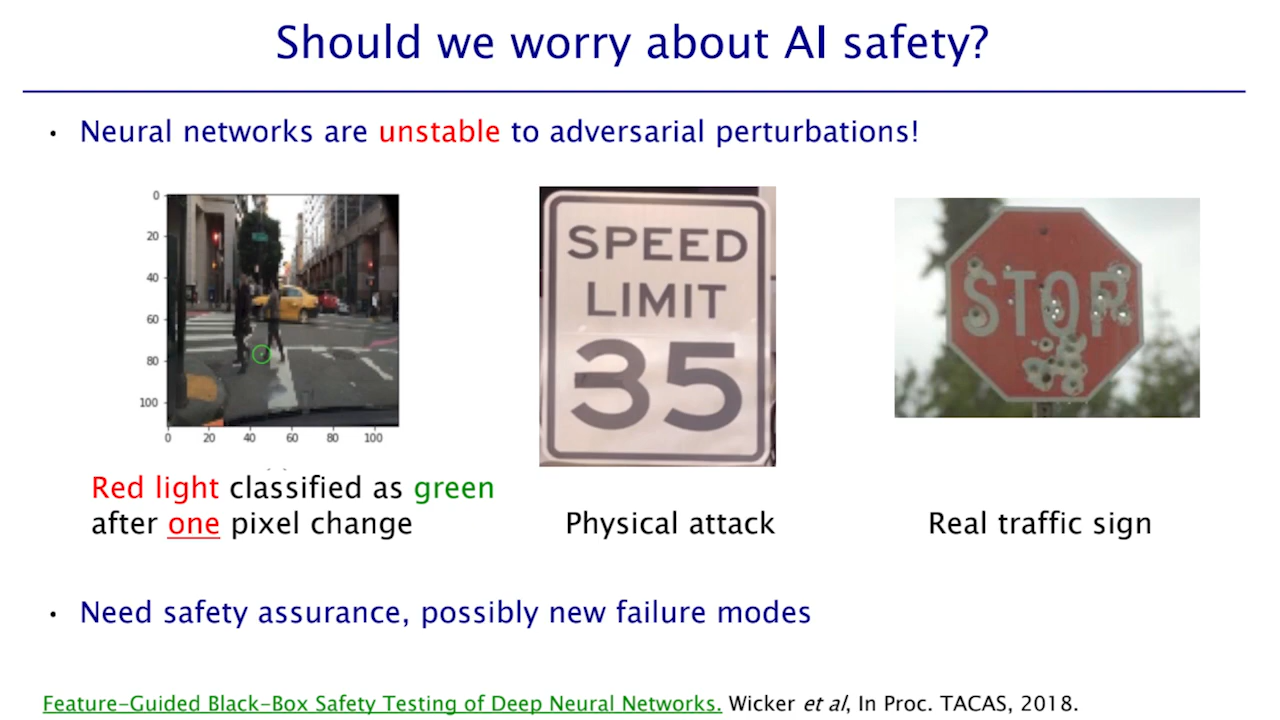 Should we worry about AI safety?
• Neural networks are unstable to adversarial perturbations!
0
20
40
60
80
100
0 20 40 60 80 100
SPEED
LIMIT
35
STOP
Red light classified as green
after one pixel change
Physical attack
Real traffic sign
• Need safety assurance, possibly new failure modes
Feature-Guided Black-Box Safety Testing of Deep Neural Networks. Wicker et al, In Proc. TACAS, 2018.